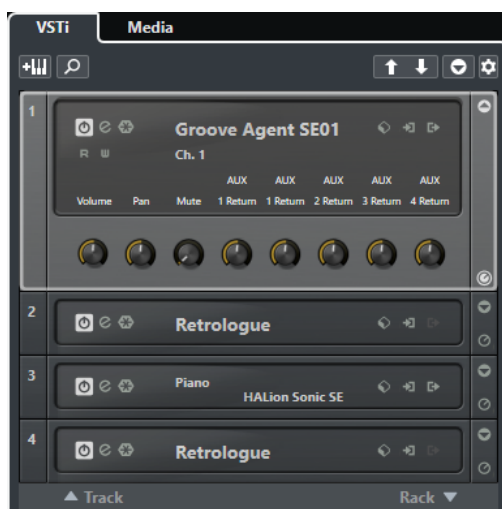 VSTi Media
1
Groove Agent SE01
R W
Ch. 1
AUX AUX AUX AUX AUX
Volume Pan Mute 1 Return 1 Return 2 Return 3 Return 4 Return
2 Retrologue
3 Piano
HALion Sonic SE
4 Retrologue
Track Rack